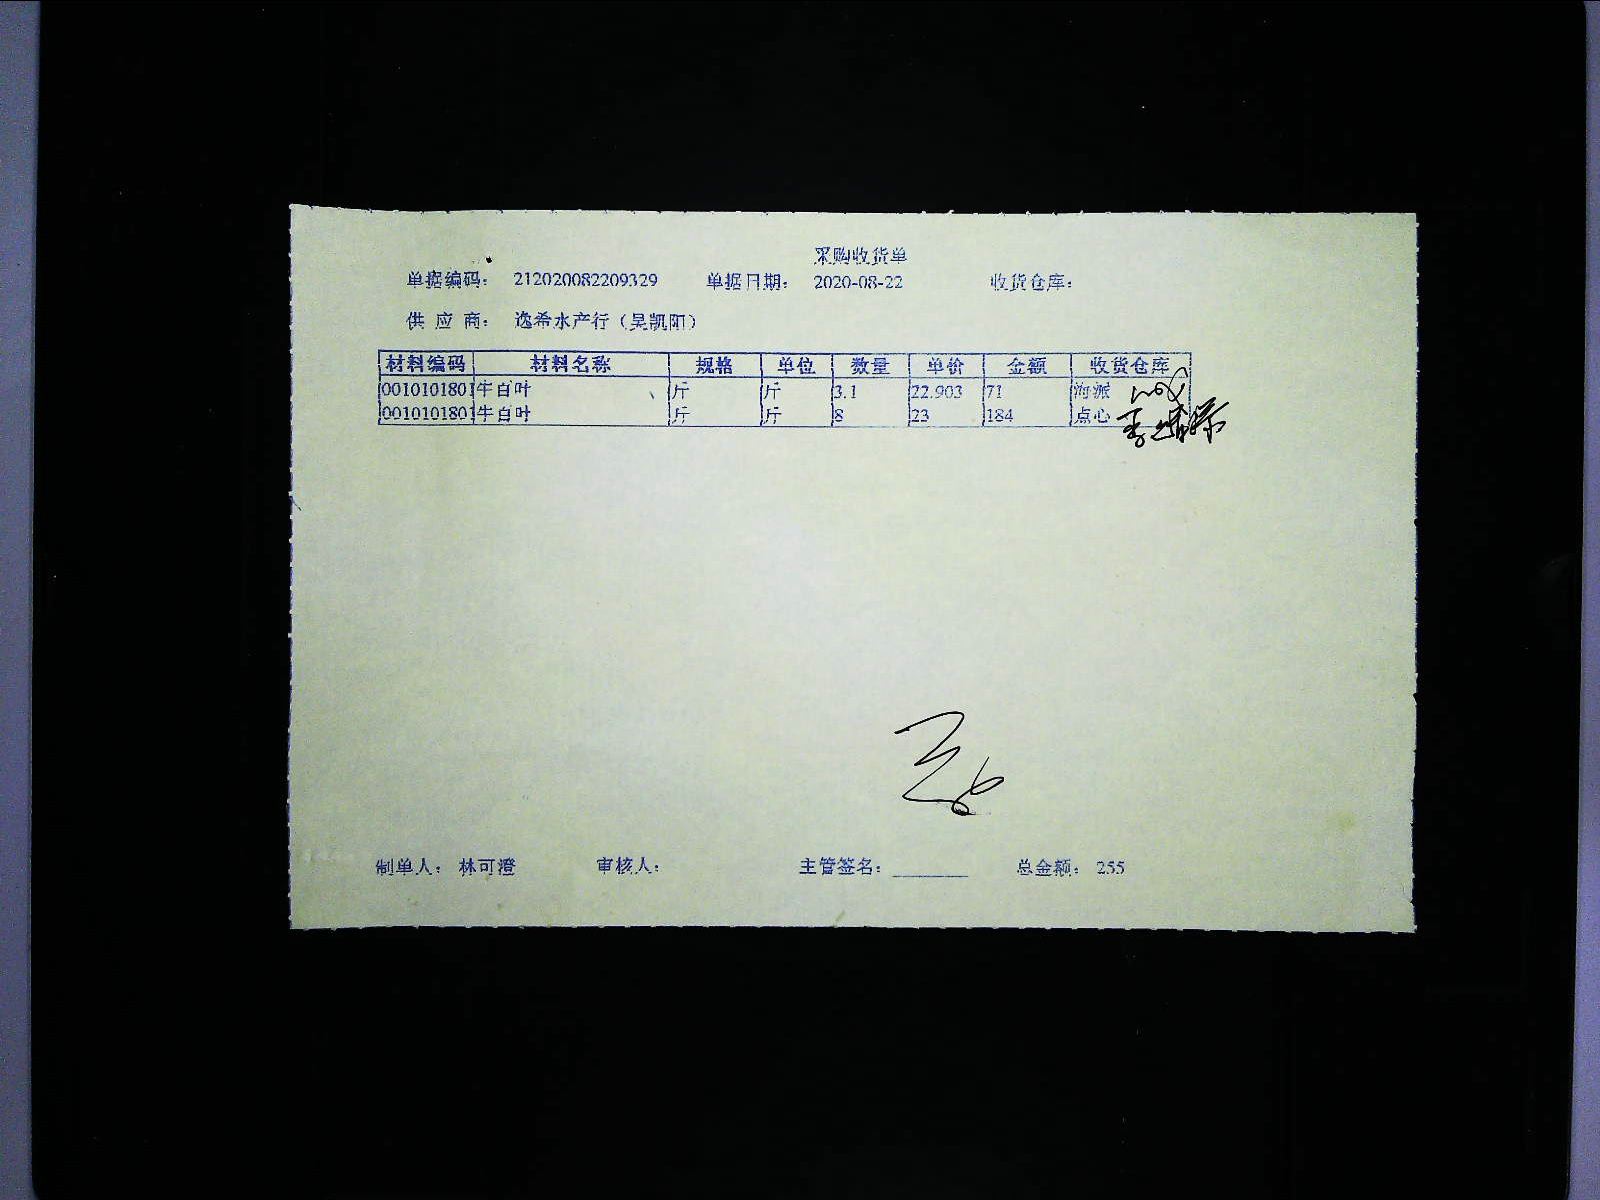 采购收货单
单据编码: 212020082209329 单据日期: 2020-08-22 收货仓库:
供 应 商: 逸希水产行（吴凯阳）
材料编码 材料名称 规格 单位 数量 单价 金额 收货仓库
0010101801 牛百叶 斤 斤 3.1 22.903 71 海派
0010101801 牛百叶 斤 斤 8 23 184 点心
制单人: 林可澄 审核人: 主管签名: ________ 总金额: 255